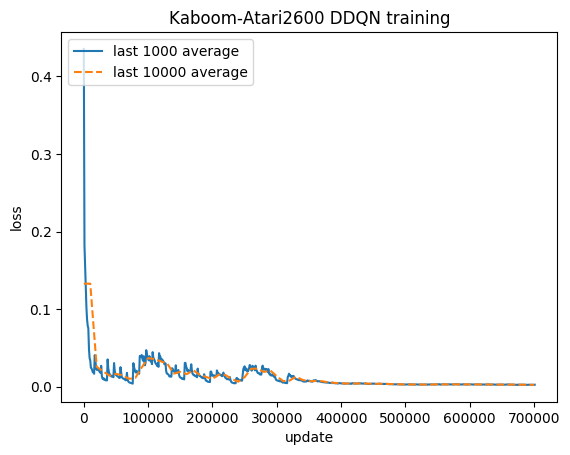 Kaboom-Atari2600 DDQN training
last 1000 average
last 10000 average
loss
0.4
0.3
0.2
0.1
0.0
0 100000 200000 300000 400000 500000 600000 700000
update